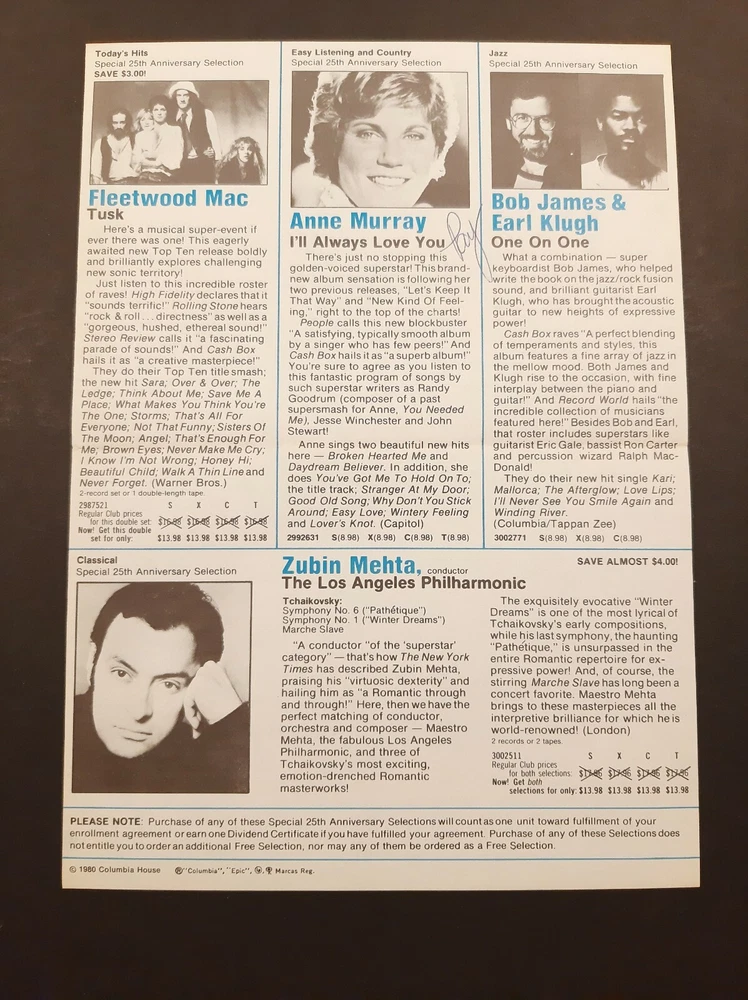 Today's Hits
Special 25th Anniversary Selection
SAVE $3.00!
Fleetwood Mac
Tusk
Here's a musical super-event if
ever there was one! This eagerly
awaited new Top Ten release boldly
and brilliantly explores challenging
new sonic territory!
Just listen to this incredible roster
of raves! High Fidelity declares that it
"sounds terrific!" Rolling Stone hears
"rock & roll . . . directness" as well as a
"gorgeous, hushed, ethereal sound!"
Stereo Review calls it "a fascinating
parade of sounds!" And Cash Box
hails it as "a creative masterpiece!"
They do their Top Ten title smash;
the new hit Sara; Over & Over; The
Ledge; Think About Me; Save Me A
Place; What Makes You Think You're
The One; Storms; That's All For
Everyone; Not That Funny; Sisters Of
The Moon; Angel; That's Enough For
Me; Brown Eyes; Never Make Me Cry;
I Know I'm Not Wrong; Honey Hi;
Beautiful Child; Walk A Thin Line and
Never Forget. (Warner Bros.)
2-record set or 1 double-length tape.
2987521 S X C T
Regular Club prices
for this double set: $16.98 $16.98 $16.98 $16.98
Now! Get this double
set for only: $13.98 $13.98 $13.98 $13.98
Easy Listening and Country
Special 25th Anniversary Selection
Anne Murray
I'll Always Love You
There's just no stopping this
golden-voiced superstar! This brand-
new album sensation is following her
two previous releases, "Let's Keep It
That Way" and "New Kind Of Feel-
ing," right to the top of the charts!
People calls this new blockbuster
"A satisfying, typically smooth album
by a singer who has few peers!" And
Cash Box hails it as "a superb album!"
You're sure to agree as you listen to
this fantastic program of songs by
such superstar writers as Randy
Goodrum (composer of a past
supersmash for Anne, You Needed
Me), Jesse Winchester and John
Stewart!
Anne sings two beautiful new hits
here — Broken Hearted Me and
Daydream Believer. In addition, she
does You've Got Me To Hold On To;
the title track; Stranger At My Door;
Good Old Song; Why Don't You Stick
Around; Easy Love; Wintery Feeling
and Lover's Knot. (Capitol)
2992631 S(8.98) X(8.98) C(8.98) T(8.98)
Jazz
Special 25th Anniversary Selection
Bob James &
Earl Klugh
One On One
What a combination — super
keyboardist Bob James, who helped
write the book on the jazz/rock fusion
sound, and brilliant guitarist Earl
Klugh, who has brought the acoustic
guitar to new heights of expressive
power!
Cash Box raves "A perfect blending
of temperaments and styles, this
album features a fine array of jazz in
the mellow mood. Both James and
Klugh rise to the occasion, with fine
interplay between the piano and
guitar!" And Record World hails "the
incredible collection of musicians
featured here!" Besides Bob and Earl,
that roster includes superstars like
guitarist Eric Gale, bassist Ron Carter
and percussion wizard Ralph Mac-
Donald!
They do their new hit single Kari;
Mallorca; The Afterglow; Love Lips;
I'll Never See You Smile Again and
Winding River.
(Columbia/Tappan Zee)
3002771 S(8.98) X(8.98) C(8.98)
Classical
Special 25th Anniversary Selection
Zubin Mehta, conductor
The Los Angeles Philharmonic
SAVE ALMOST $4.00!
Tchaikovsky:
Symphony No. 6 ("Pathétique")
Symphony No. 1 ("Winter Dreams")
Marche Slave
"A conductor "of the 'superstar'
category" — that's how The New York
Times has described Zubin Mehta,
praising his "virtuosic dexterity" and
hailing him as "a Romantic through
and through!" Here, then we have the
perfect matching of conductor,
orchestra and composer — Maestro
Mehta, the fabulous Los Angeles
Philharmonic, and three of
Tchaikovsky's most exciting,
emotion-drenched Romantic
masterworks!
The exquisitely evocative "Winter
Dreams" is one of the most lyrical of
Tchaikovsky's early compositions,
while his last symphony, the haunting
"Pathétique," is unsurpassed in the
entire Romantic repertoire for ex-
pressive power! And, of course, the
stirring Marche Slave has long been a
concert favorite. Maestro Mehta
brings to these masterpieces all the
interpretive brilliance for which he is
world-renowned! (London)
2 records or 2 tapes.
3002511 S X C T
Regular Club prices
for both selections: $17.96 $17.96 $17.96 $17.96
Now! Get both
selections for only: $13.98 $13.98 $13.98 $13.98
PLEASE NOTE: Purchase of any of these Special 25th Anniversary Selections will count as one unit toward fulfillment of your
enrollment agreement or earn one Dividend Certificate if you have fulfilled your agreement. Purchase of any of these Selections does
not entitle you to order an additional Free Selection, nor may any of them be ordered as a Free Selection.
© 1980 Columbia House ® "Columbia", "Epic", Marcas Reg.